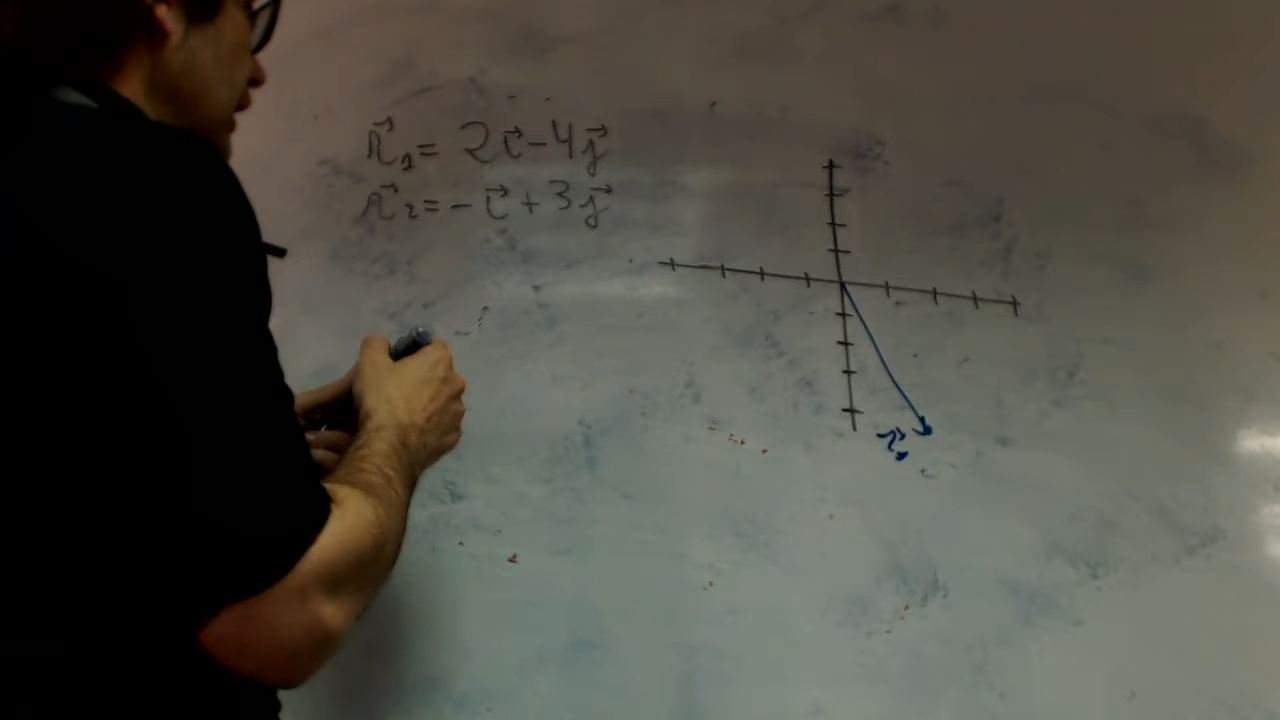 r⃗₁ = 2i⃗ - 4j⃗
r⃗₂ = - i⃗ + 3j⃗
r⃗₁